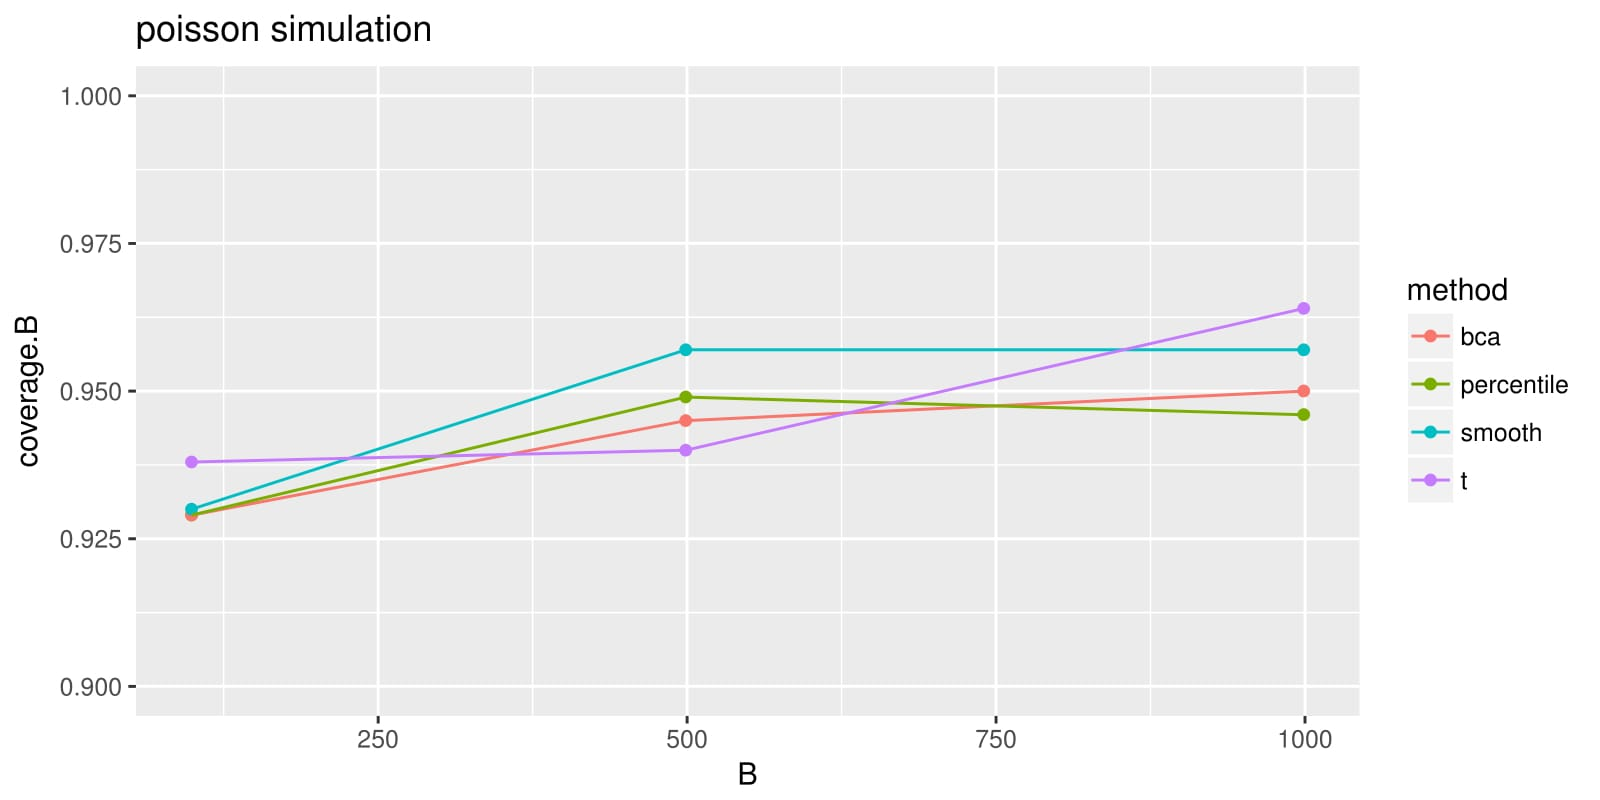 poisson simulation
1.000
0.975
0.950
0.925
0.900
coverage.B
250 500 750 1000
B
method
bca
percentile
smooth
t